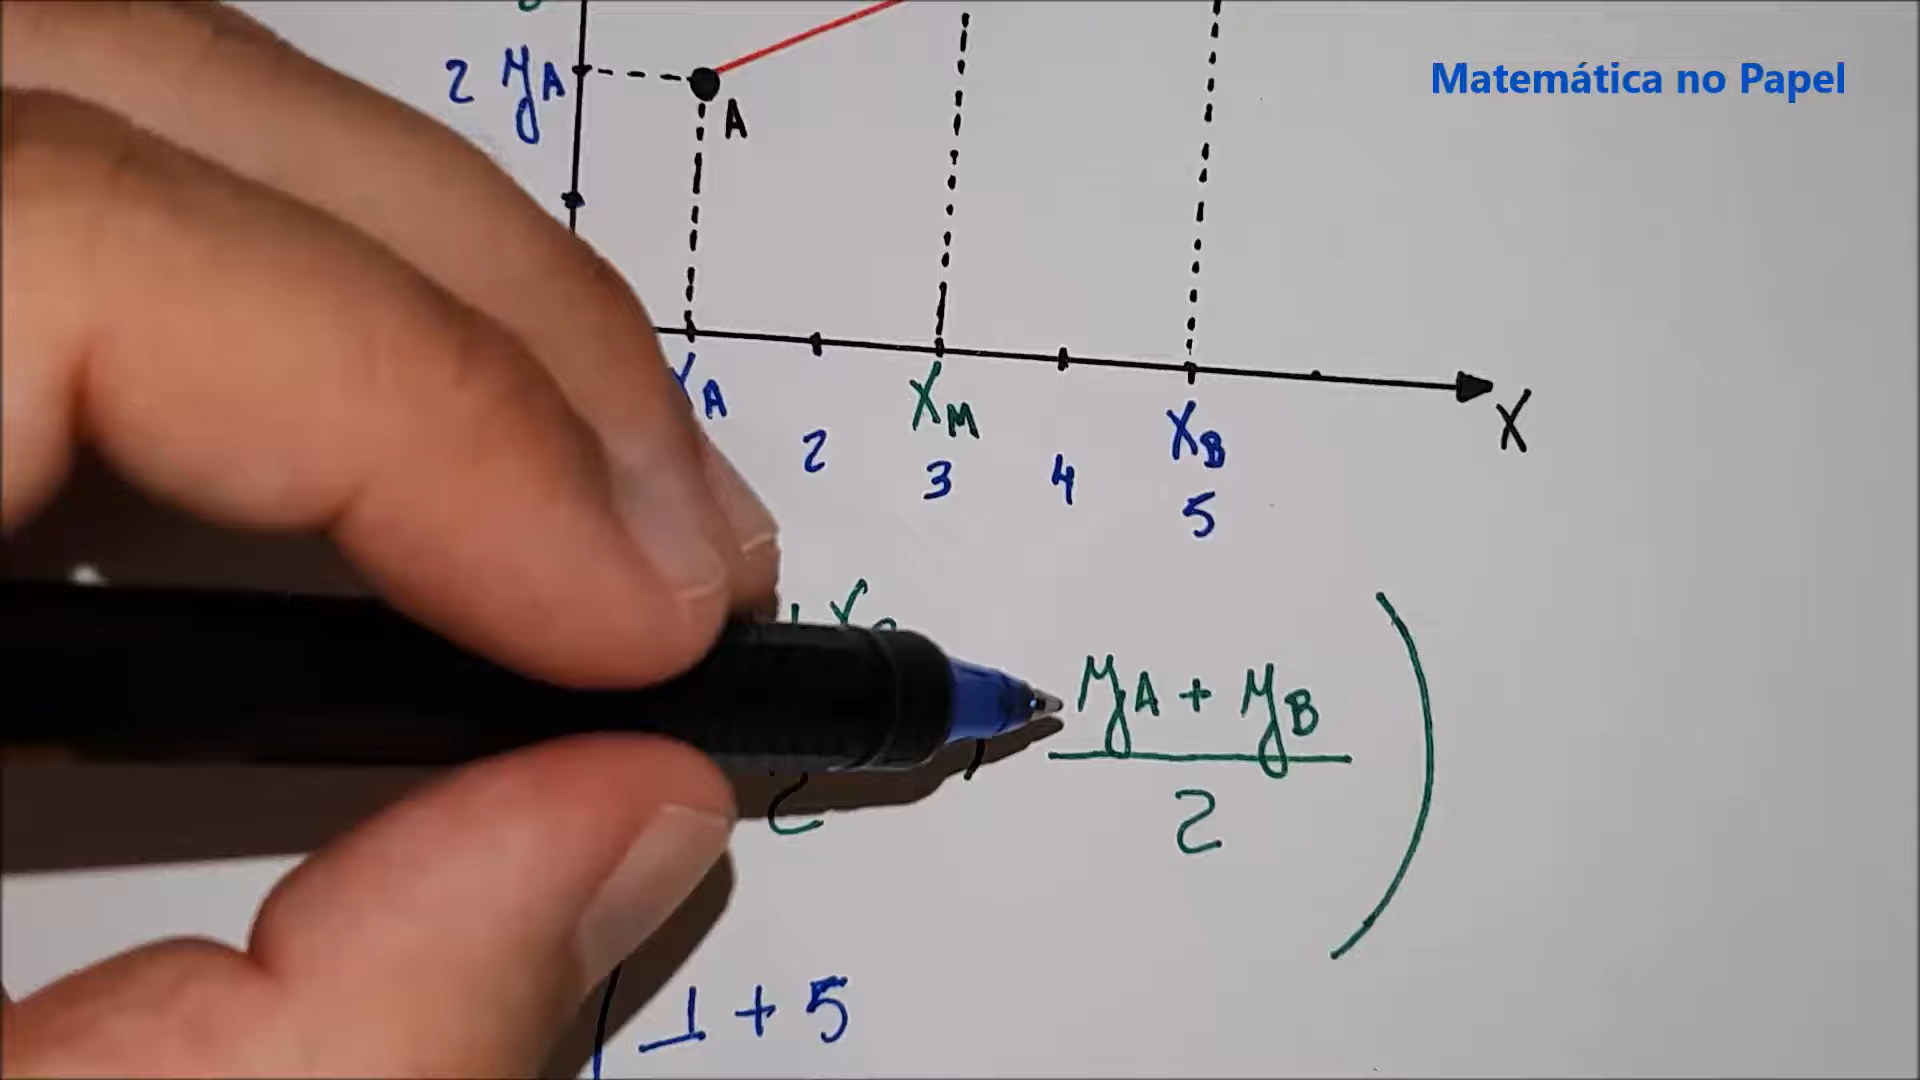 Matemática no Papel
2 yA
A
XA XM XB X
2 3 4 5
yA + yB
2
1 + 5